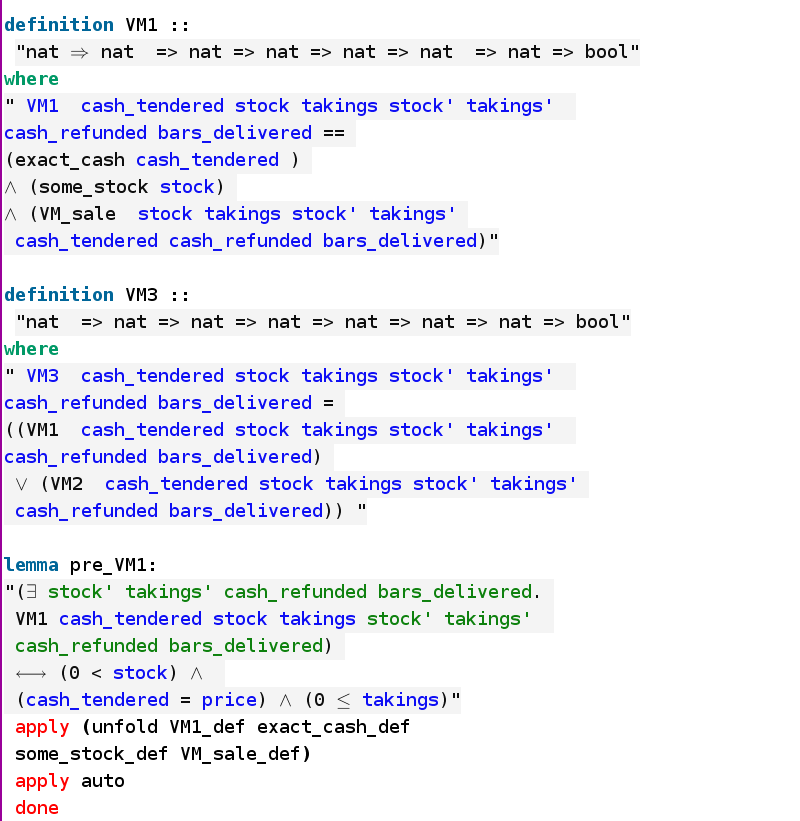 definition VM1 ::
"nat ⇒ nat => nat => nat => nat => nat => nat => bool"
where
" VM1 cash_tendered stock takings stock' takings'
cash_refunded bars_delivered ==
(exact_cash cash_tendered )
∧ (some_stock stock)
∧ (VM_sale stock takings stock' takings'
cash_tendered cash_refunded bars_delivered)"
definition VM3 ::
"nat => nat => nat => nat => nat => nat => nat => bool"
where
" VM3 cash_tendered stock takings stock' takings'
cash_refunded bars_delivered =
((VM1 cash_tendered stock takings stock' takings'
cash_refunded bars_delivered)
∨ (VM2 cash_tendered stock takings stock' takings'
cash_refunded bars_delivered)) "
lemma pre_VM1:
"(∃ stock' takings' cash_refunded bars_delivered.
VM1 cash_tendered stock takings stock' takings'
cash_refunded bars_delivered)
⟷ (0 < stock) ∧
(cash_tendered = price) ∧ (0 ≤ takings)"
apply (unfold VM1_def exact_cash_def
some_stock_def VM_sale_def)
apply auto
done